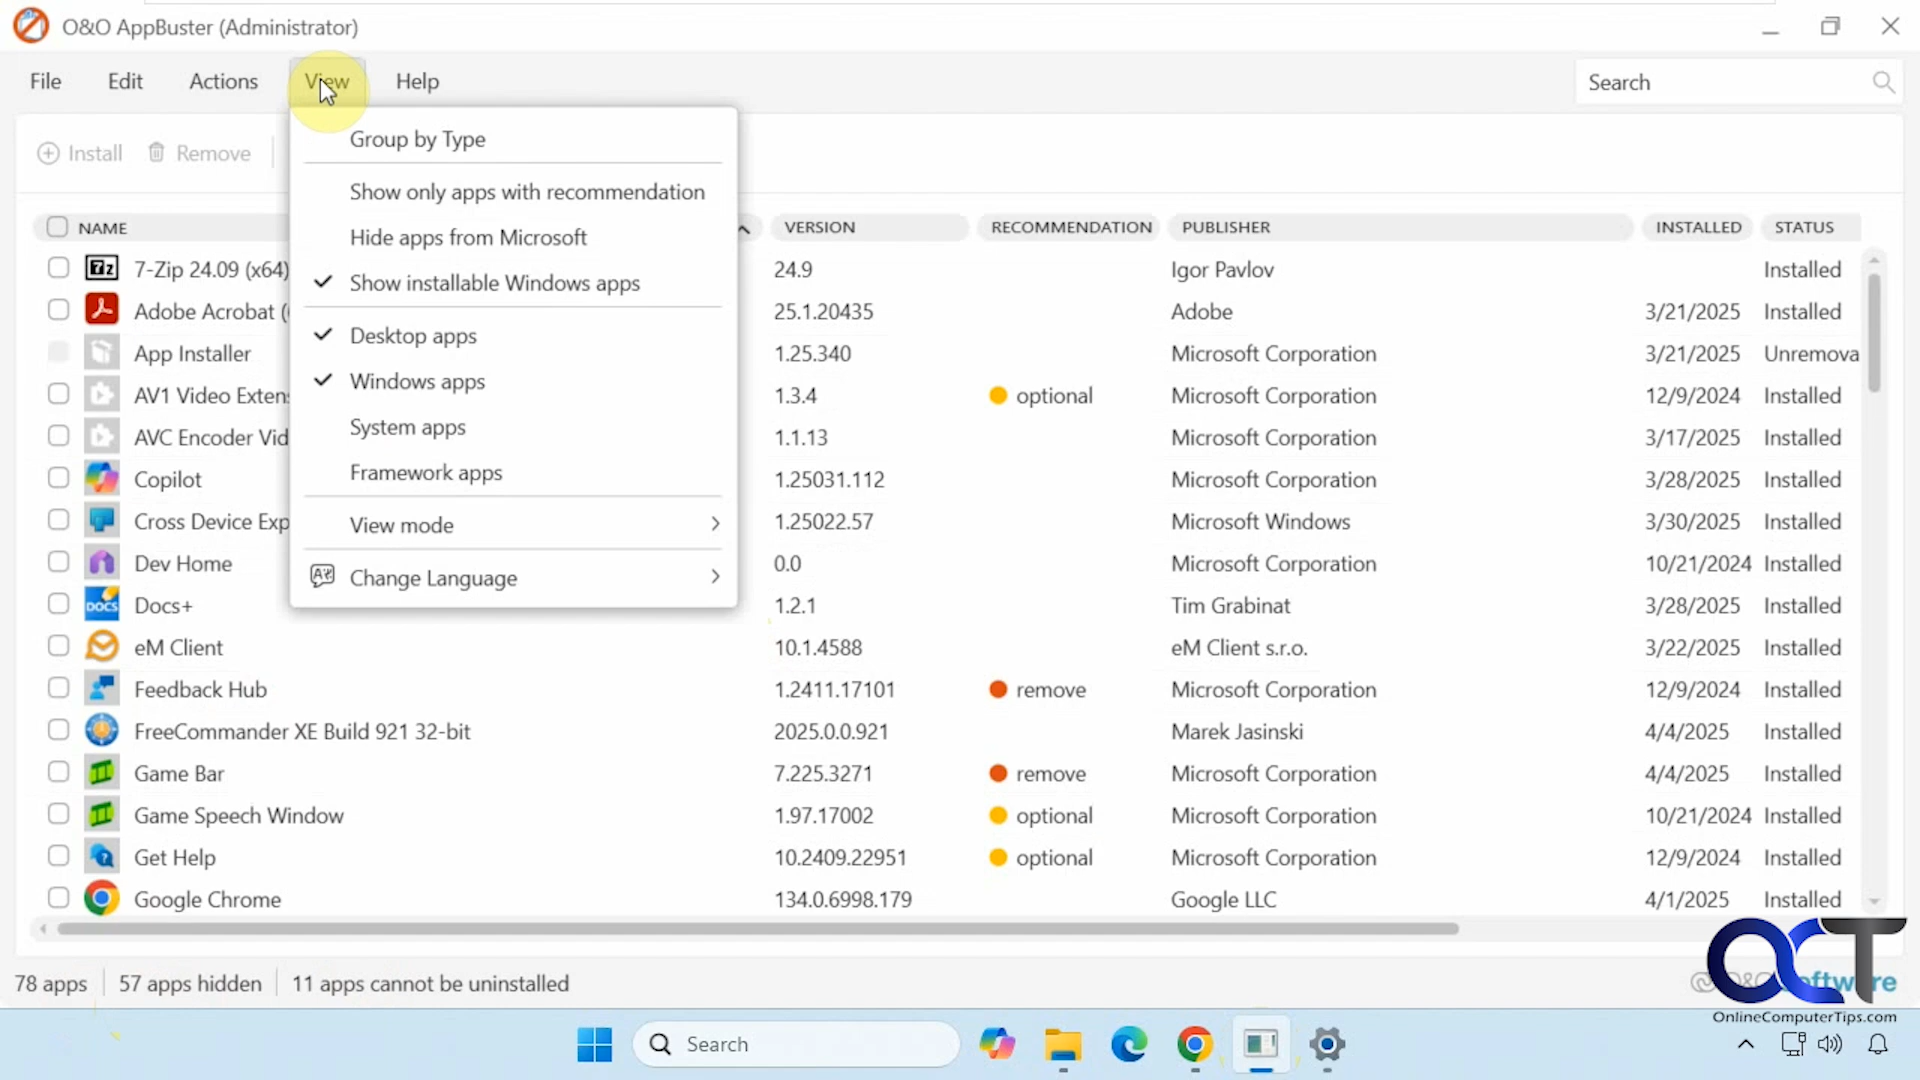 O&O AppBuster (Administrator)
File Edit Actions View Help Search
Install Remove
Group by Type
Show only apps with recommendation
Hide apps from Microsoft
Show installable Windows apps
Desktop apps
Windows apps
System apps
Framework apps
View mode
Change Language
NAME VERSION RECOMMENDATION PUBLISHER INSTALLED STATUS
7-Zip 24.09 (x64) 24.9 Igor Pavlov Installed
Adobe Acrobat ( 25.1.20435 Adobe 3/21/2025 Installed
App Installer 1.25.340 Microsoft Corporation 3/21/2025 Unremova
AV1 Video Exten 1.3.4 optional Microsoft Corporation 12/9/2024 Installed
AVC Encoder Vid 1.1.13 Microsoft Corporation 3/17/2025 Installed
Copilot 1.25031.112 Microsoft Corporation 3/28/2025 Installed
Cross Device Exp 1.25022.57 Microsoft Windows 3/30/2025 Installed
Dev Home 0.0 Microsoft Corporation 10/21/2024 Installed
DOCS Docs+ 1.2.1 Tim Grabinat 3/28/2025 Installed
eM Client 10.1.4588 eM Client s.r.o. 3/22/2025 Installed
Feedback Hub 1.2411.17101 remove Microsoft Corporation 12/9/2024 Installed
FreeCommander XE Build 921 32-bit 2025.0.0.921 Marek Jasinski 4/4/2025 Installed
Game Bar 7.225.3271 remove Microsoft Corporation 4/4/2025 Installed
Game Speech Window 1.97.17002 optional Microsoft Corporation 10/21/2024 Installed
Get Help 10.2409.22951 optional Microsoft Corporation 12/9/2024 Installed
Google Chrome 134.0.6998.179 Google LLC 4/1/2025 Installed
78 apps 57 apps hidden 11 apps cannot be uninstalled
OCT
OnlineComputerTips.com
Search